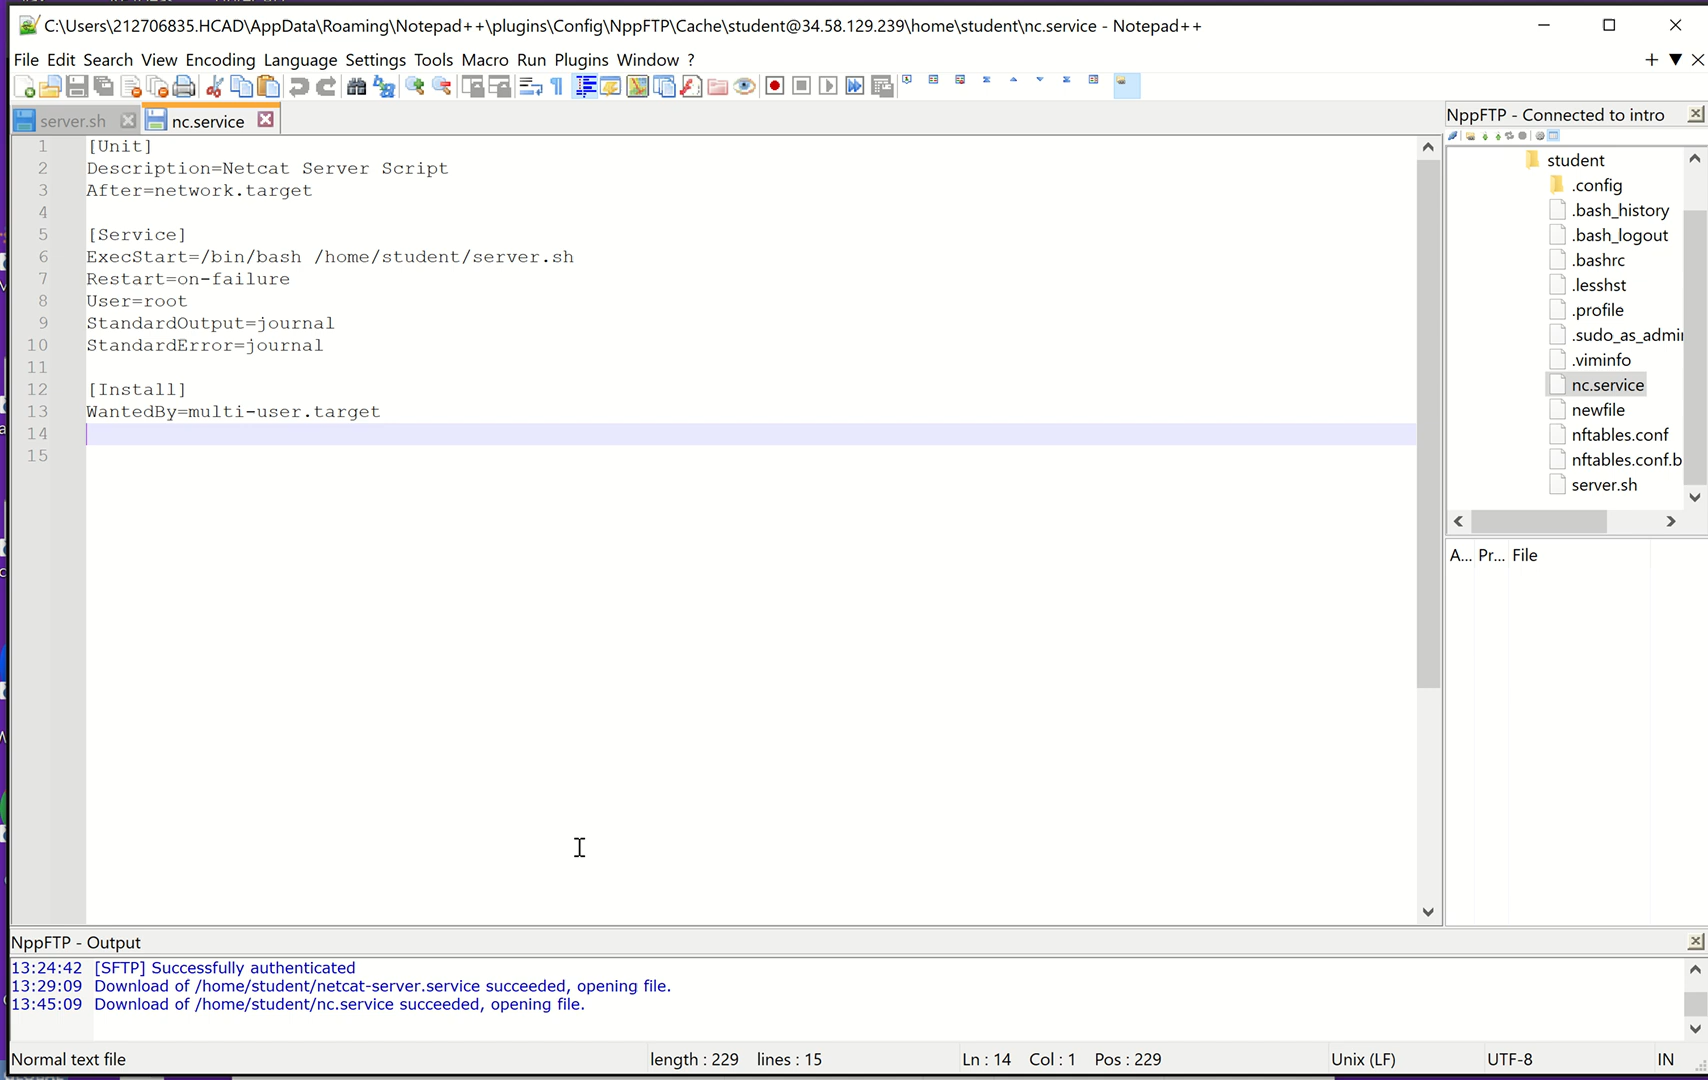 C:\Users\212706835.HCAD\AppData\Roaming\Notepad++\plugins\Config\NppFTP\Cache\student@34.58.129.239\home\student\nc.service - Notepad++
File Edit Search View Encoding Language Settings Tools Macro Run Plugins Window ?
server.sh nc.service
1 [Unit]
2 Description=Netcat Server Script
3 After=network.target
4
5 [Service]
6 ExecStart=/bin/bash /home/student/server.sh
7 Restart=on-failure
8 User=root
9 StandardOutput=journal
10 StandardError=journal
11
12 [Install]
13 WantedBy=multi-user.target
14
15
NppFTP - Connected to intro
student
.config
.bash_history
.bash_logout
.bashrc
.lesshst
.profile
.sudo_as_admi
.viminfo
nc.service
newfile
nftables.conf
nftables.conf.b
server.sh
A... Pr... File
NppFTP - Output
13:24:42 [SFTP] Successfully authenticated
13:29:09 Download of /home/student/netcat-server.service succeeded, opening file.
13:45:09 Download of /home/student/nc.service succeeded, opening file.
Normal text file length : 229 lines : 15 Ln : 14 Col : 1 Pos : 229 Unix (LF) UTF-8 IN